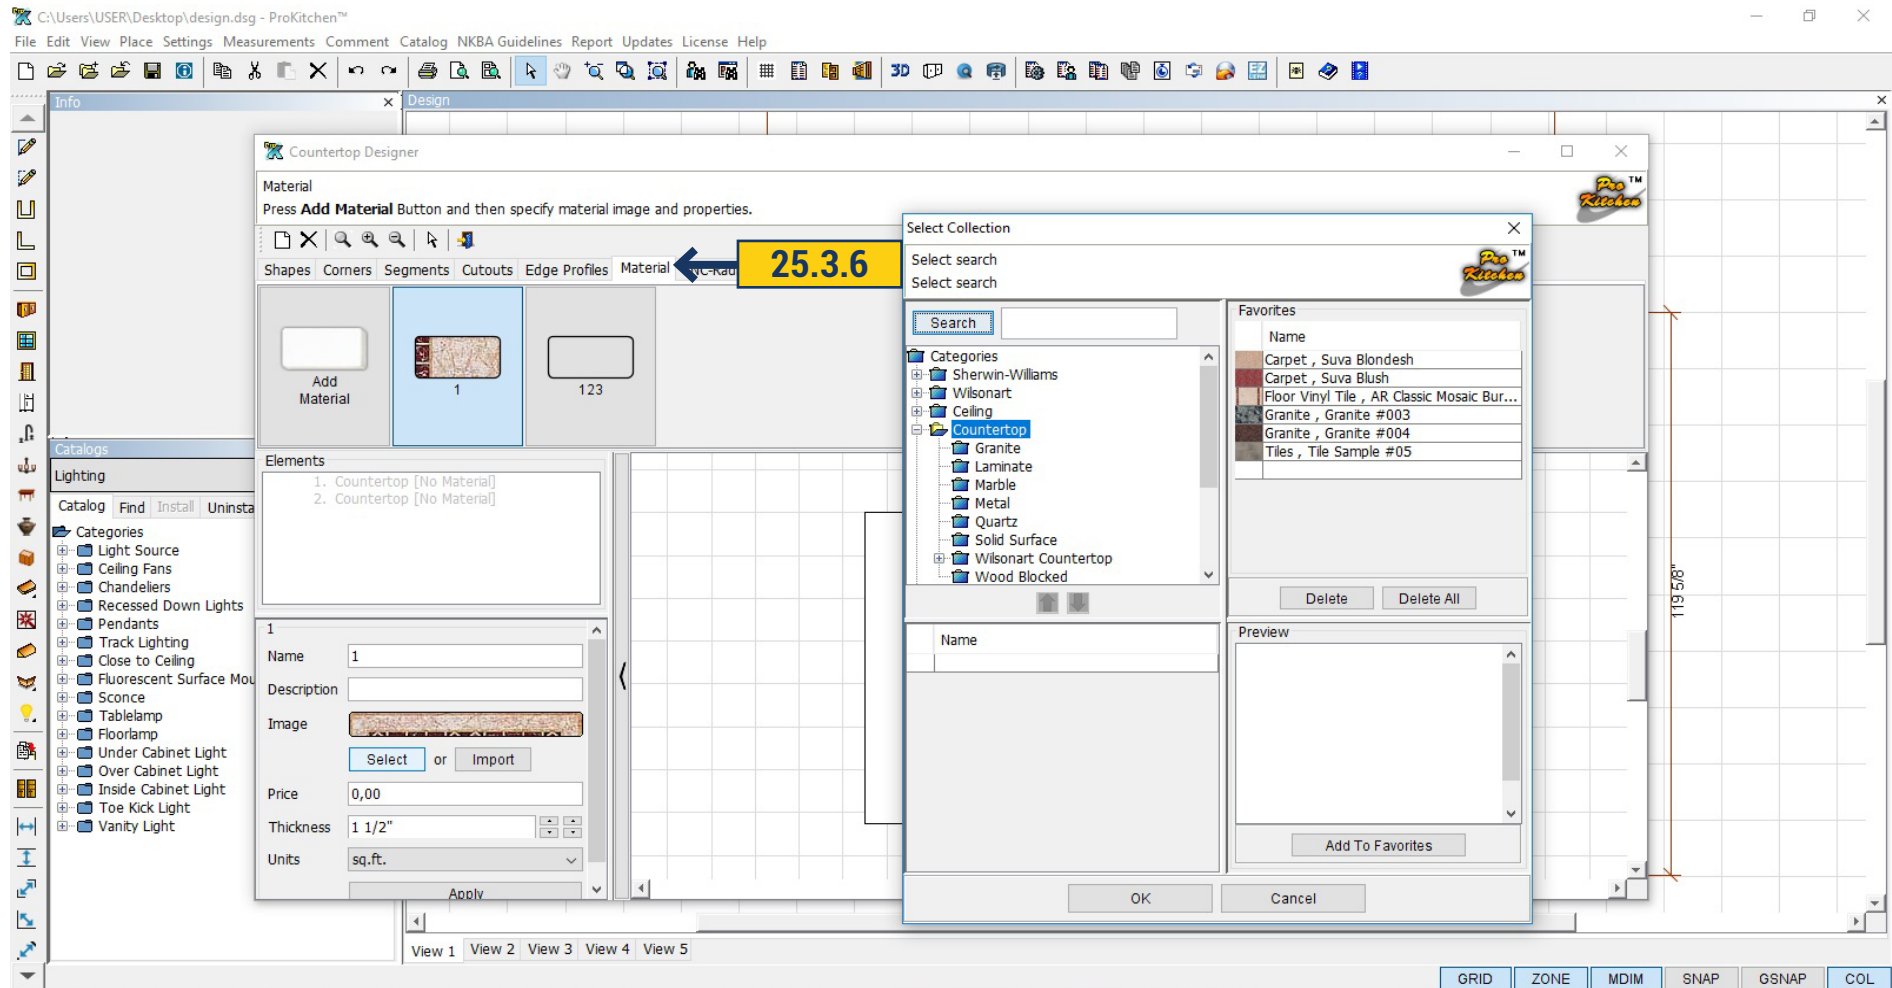 C:\Users\USER\Desktop\design.dsg - ProKitchen™
File Edit View Place Settings Measurements Comment Catalog NKBA Guidelines Report Updates License Help
3D
Info
Design
Countertop Designer
Material
Press Add Material Button and then specify material image and properties.
Pro Kitchen TM
Shapes Corners Segments Cutouts Edge Profiles Material
25.3.6
Add Material
1
123
Elements
1. Countertop [No Material]
2. Countertop [No Material]
1
Name 1
Description
Image
Select or Import
Price 0,00
Thickness 1 1/2"
Units sq.ft.
Apply
Select Collection
Select search
Select search
Pro Kitchen TM
Search
Categories
Sherwin-Williams
Wilsonart
Ceiling
Countertop
Granite
Laminate
Marble
Metal
Quartz
Solid Surface
Wilsonart Countertop
Wood Blocked
Name
Favorites
Name
Carpet , Suva Blondesh
Carpet , Suva Blush
Floor Vinyl Tile , AR Classic Mosaic Bur...
Granite , Granite #003
Granite , Granite #004
Tiles , Tile Sample #05
Delete Delete All
Preview
Add To Favorites
OK Cancel
119 5/8"
Catalogs
Lighting
Catalog Find Install Uninsta
Categories
Light Source
Ceiling Fans
Chandeliers
Recessed Down Lights
Pendants
Track Lighting
Close to Ceiling
Fluorescent Surface Mou
Sconce
Tablelamp
Floorlamp
Under Cabinet Light
Over Cabinet Light
Inside Cabinet Light
Toe Kick Light
Vanity Light
View 1 View 2 View 3 View 4 View 5
GRID ZONE MDIM SNAP GSNAP COL